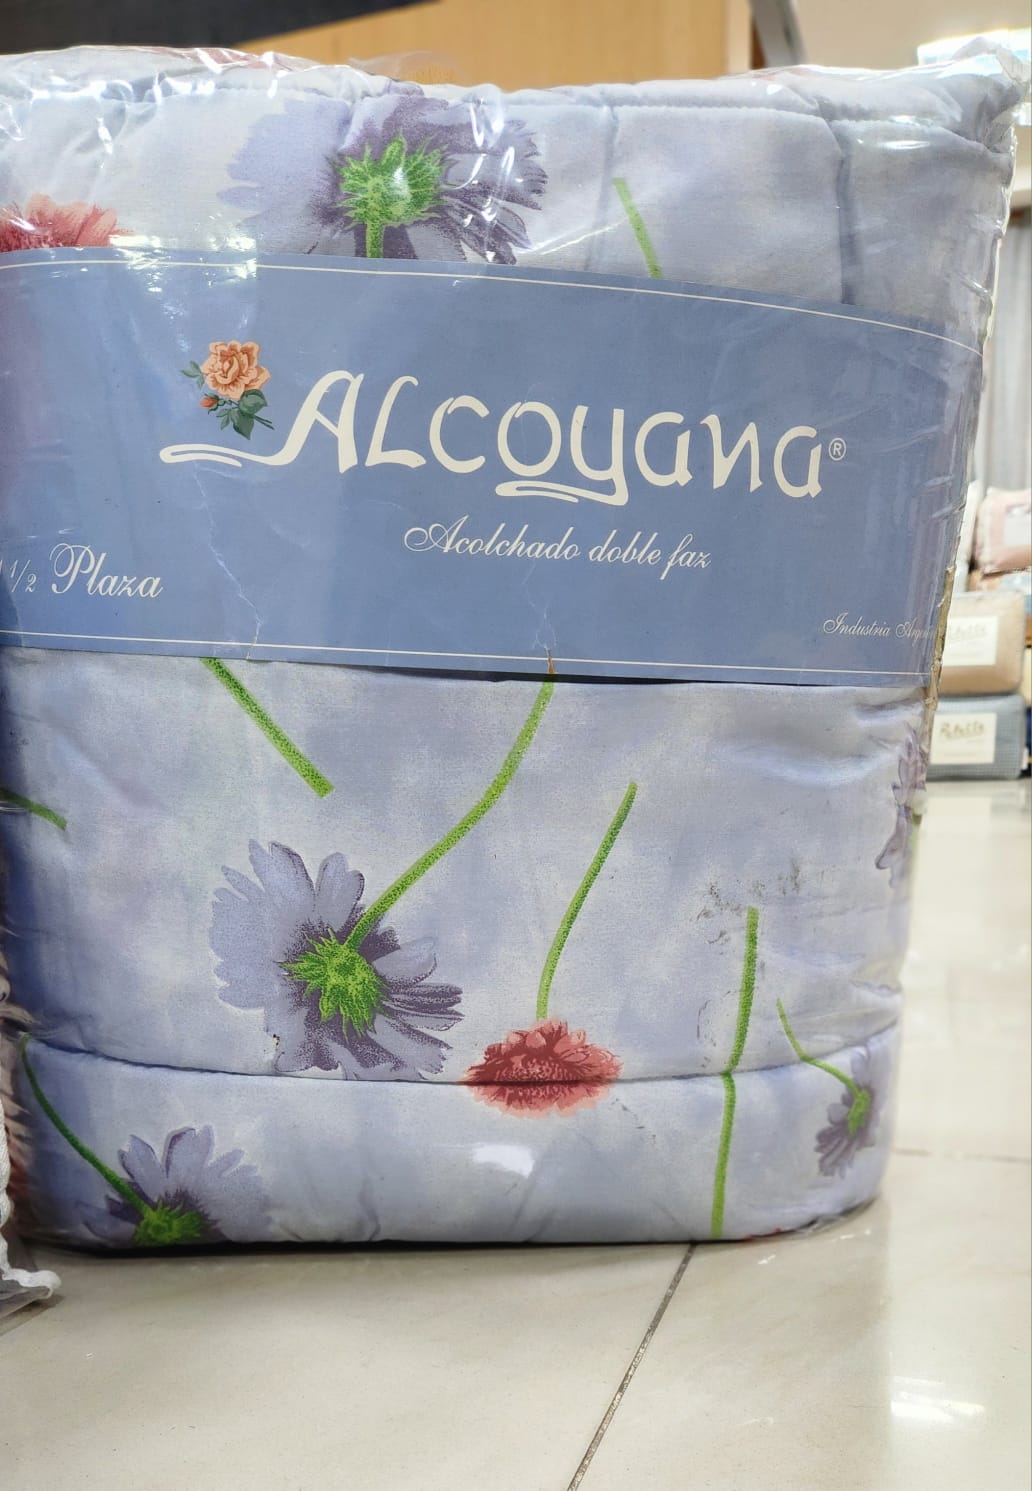 ALcoyana®
Acolchado doble faz
1/2 Plaza
Industria